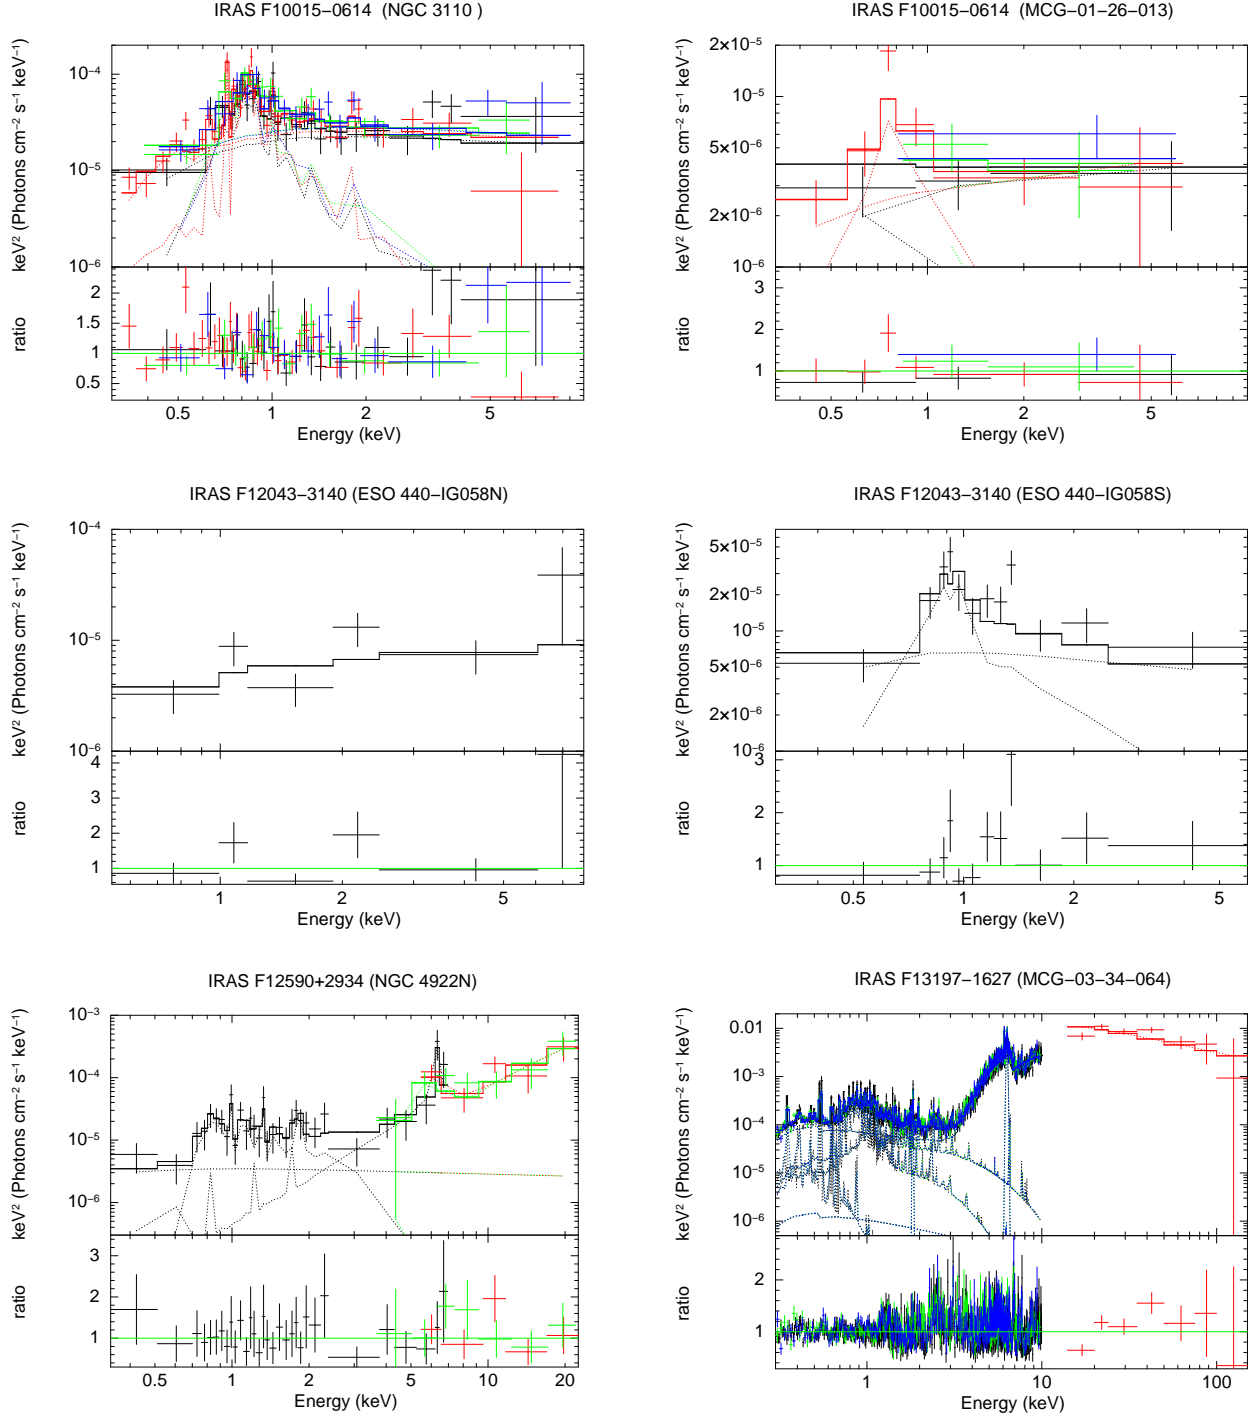 IRAS F10015−0614 (NGC 3110 )
keV² (Photons cm⁻² s⁻¹ keV⁻¹)
10⁻⁴
10⁻⁵
10⁻⁶
ratio
2
1.5
1
0.5
0.5 1 2 5
Energy (keV)
IRAS F10015−0614 (MCG−01−26−013)
keV² (Photons cm⁻² s⁻¹ keV⁻¹)
2×10⁻⁵
10⁻⁵
5×10⁻⁶
2×10⁻⁶
10⁻⁶
ratio
3
2
1
0.5 1 2 5
Energy (keV)
IRAS F12043−3140 (ESO 440−IG058N)
keV² (Photons cm⁻² s⁻¹ keV⁻¹)
10⁻⁴
10⁻⁵
10⁻⁶
ratio
4
3
2
1
1 2 5
Energy (keV)
IRAS F12043−3140 (ESO 440−IG058S)
keV² (Photons cm⁻² s⁻¹ keV⁻¹)
5×10⁻⁵
2×10⁻⁵
10⁻⁵
5×10⁻⁶
2×10⁻⁶
10⁻⁶
ratio
3
2
1
0.5 1 2 5
Energy (keV)
IRAS F12590+2934 (NGC 4922N)
keV² (Photons cm⁻² s⁻¹ keV⁻¹)
10⁻³
10⁻⁴
10⁻⁵
10⁻⁶
ratio
3
2
1
0.5 1 2 5 10 20
Energy (keV)
IRAS F13197−1627 (MCG−03−34−064)
keV² (Photons cm⁻² s⁻¹ keV⁻¹)
0.01
10⁻³
10⁻⁴
10⁻⁵
10⁻⁶
ratio
2
1
1 10 100
Energy (keV)